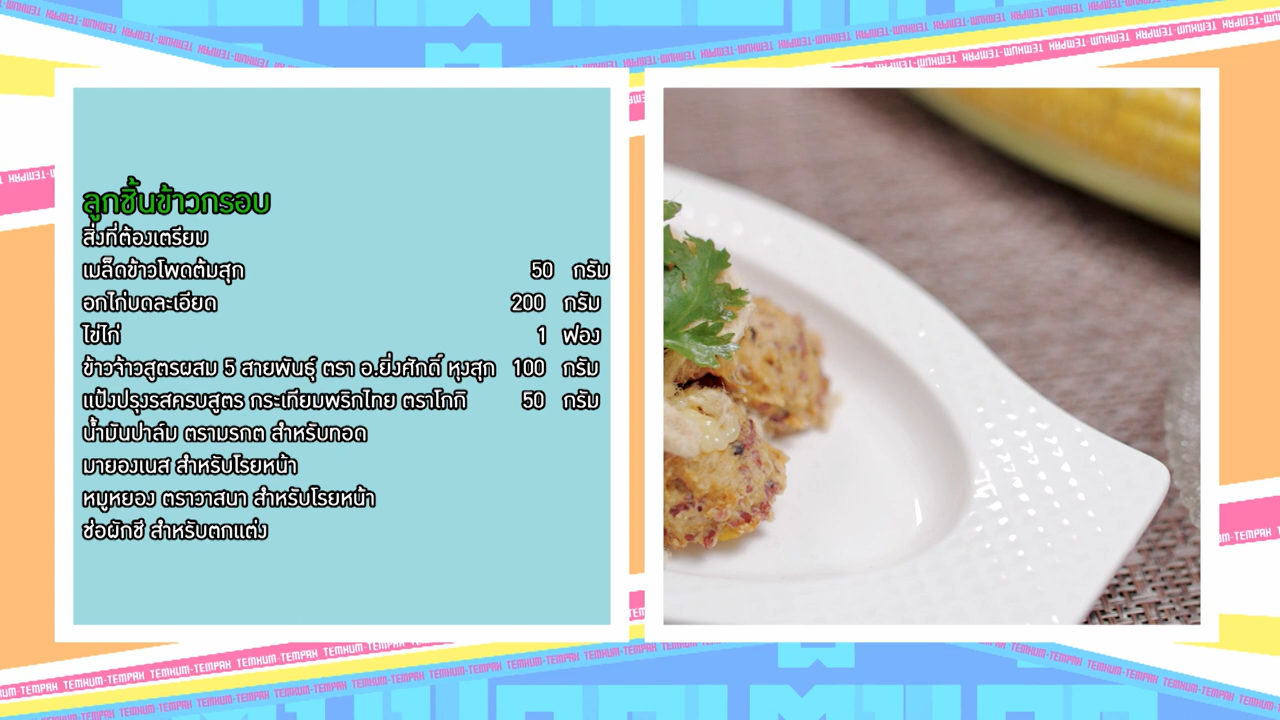 ลูกชิ้นข้าวกรอบ
สิ่งที่ต้องเตรียม
เมล็ดข้าวโพดต้มสุก 50 กรัม
อกไก่บดละเอียด 200 กรัม
ไข่ไก่ 1 ฟอง
ข้าวจ้าวสูตรผสม 5 สายพันธุ์ ตรา อ.ยิ่งศักดิ์ หุงสุก 100 กรัม
แป้งปรุงรสครบสูตร กระเทียมพริกไทย ตราโกกิ 50 กรัม
น้ำมันปาล์ม ตรามรกต สำหรับทอด
มายองเนส สำหรับโรยหน้า
หมูหยอง ตราวาสนา สำหรับโรยหน้า
ช่อผักชี สำหรับตกแต่ง
TEMHUM-TEMPAK TEMHUM-TEMPAK TEMHUM-TEMPAK TEMHUM-TEMPAK